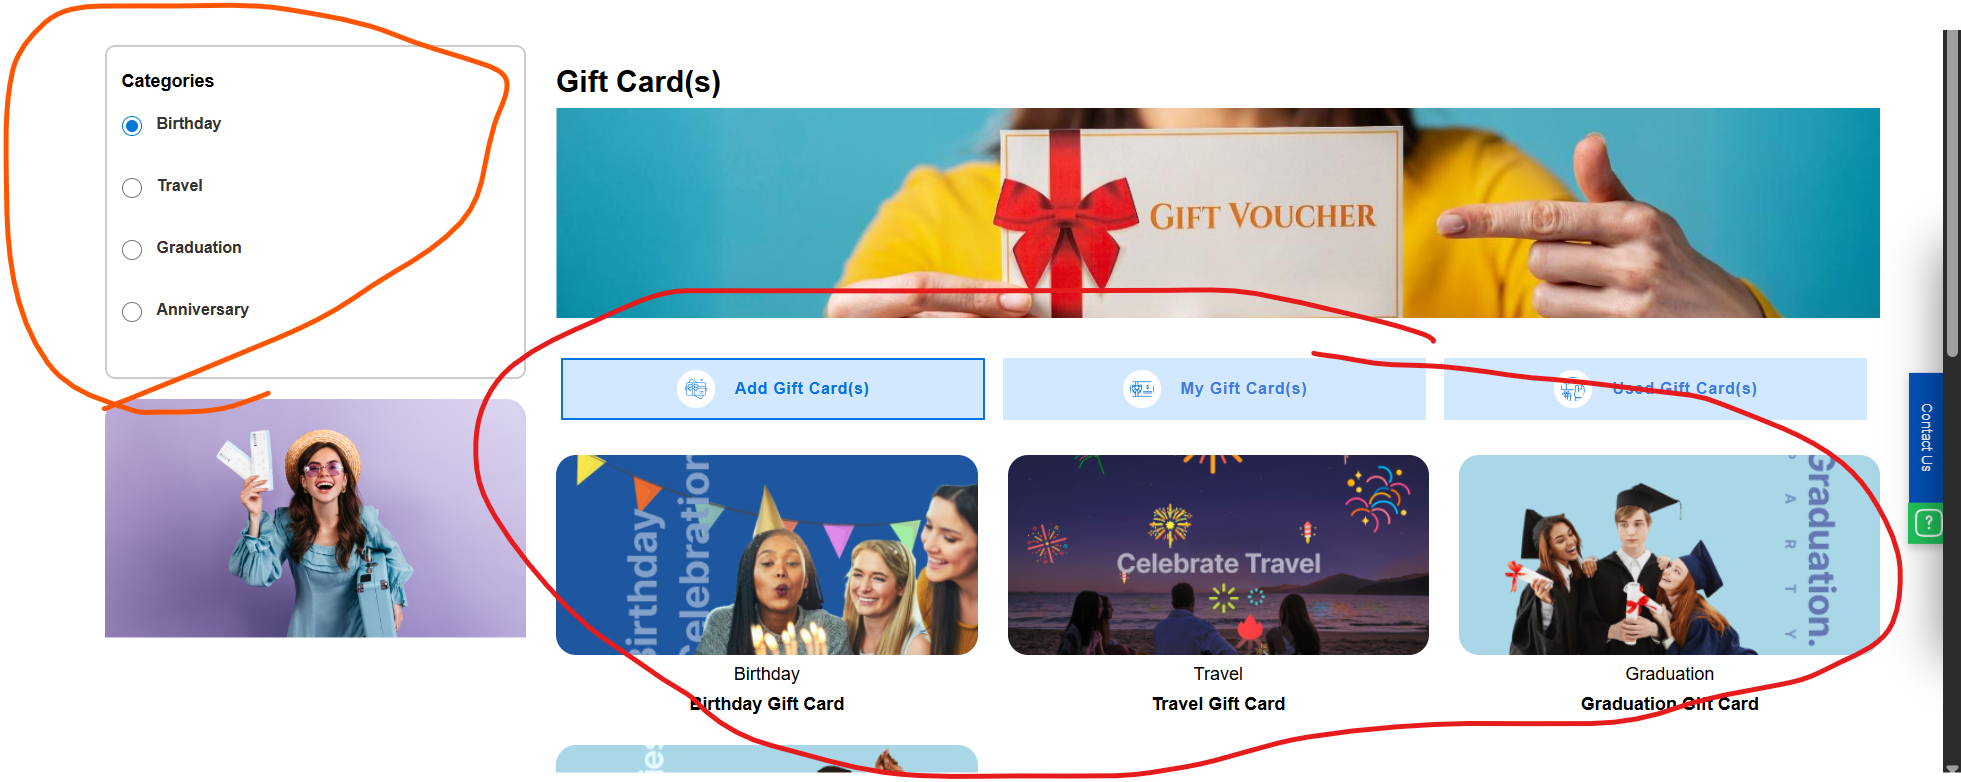 Categories
Birthday
Travel
Graduation
Anniversary
Gift Card(s)
GIFT VOUCHER
Add Gift Card(s)
My Gift Card(s)
Used Gift Card(s)
Contact Us
?
Birthday
Celebration
Celebrate Travel
Graduation.
PARTY
Birthday
Travel
Graduation
Birthday Gift Card
Travel Gift Card
Graduation Gift Card